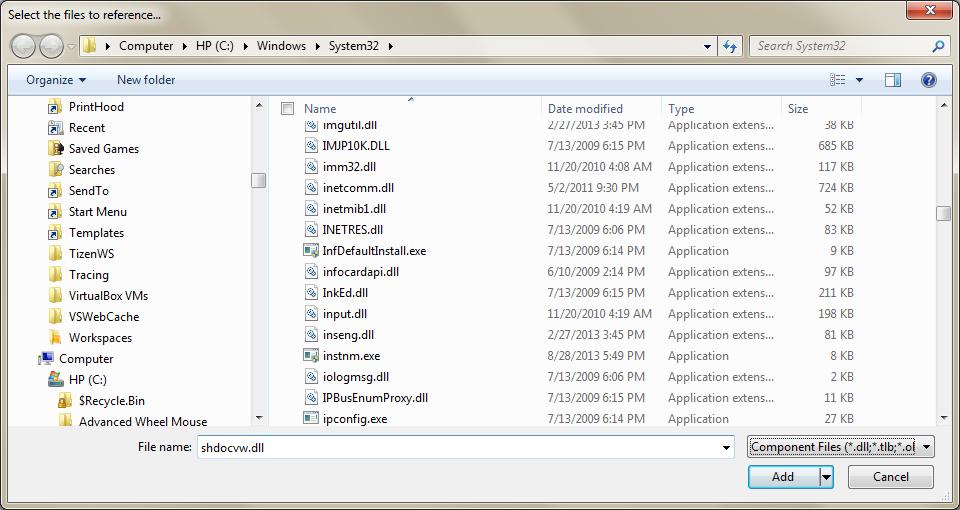 Select the files to reference...
Computer HP (C:) Windows System32 Search System32
Organize New folder
PrintHood
Recent
Saved Games
Searches
SendTo
Start Menu
Templates
TizenWS
Tracing
VirtualBox VMs
VSWebCache
Workspaces
Computer
HP (C:)
$Recycle.Bin
Advanced Wheel Mouse
Name Date modified Type Size
imgutil.dll 2/27/2013 3:45 PM Application extens... 38 KB
IMJP10K.DLL 7/13/2009 6:15 PM Application extens... 685 KB
imm32.dll 11/20/2010 4:08 AM Application extens... 117 KB
inetcomm.dll 5/2/2011 9:30 PM Application extens... 724 KB
inetmib1.dll 11/20/2010 4:19 AM Application extens... 52 KB
INETRES.dll 7/13/2009 6:06 PM Application extens... 83 KB
InfDefaultInstall.exe 7/13/2009 6:14 PM Application 9 KB
infocardapi.dll 6/10/2009 2:14 PM Application extens... 97 KB
InkEd.dll 7/13/2009 6:15 PM Application extens... 211 KB
input.dll 11/20/2010 4:19 AM Application extens... 198 KB
inseng.dll 2/27/2013 3:45 PM Application extens... 81 KB
instnm.exe 8/28/2013 5:49 PM Application 8 KB
iologmsg.dll 7/13/2009 6:06 PM Application extens... 2 KB
IPBusEnumProxy.dll 7/13/2009 6:15 PM Application extens... 11 KB
ipconfig.exe 7/13/2009 6:14 PM Application 27 KB
File name: shdocvw.dll Component Files (*.dll;*.tlb;*.ol
Add Cancel